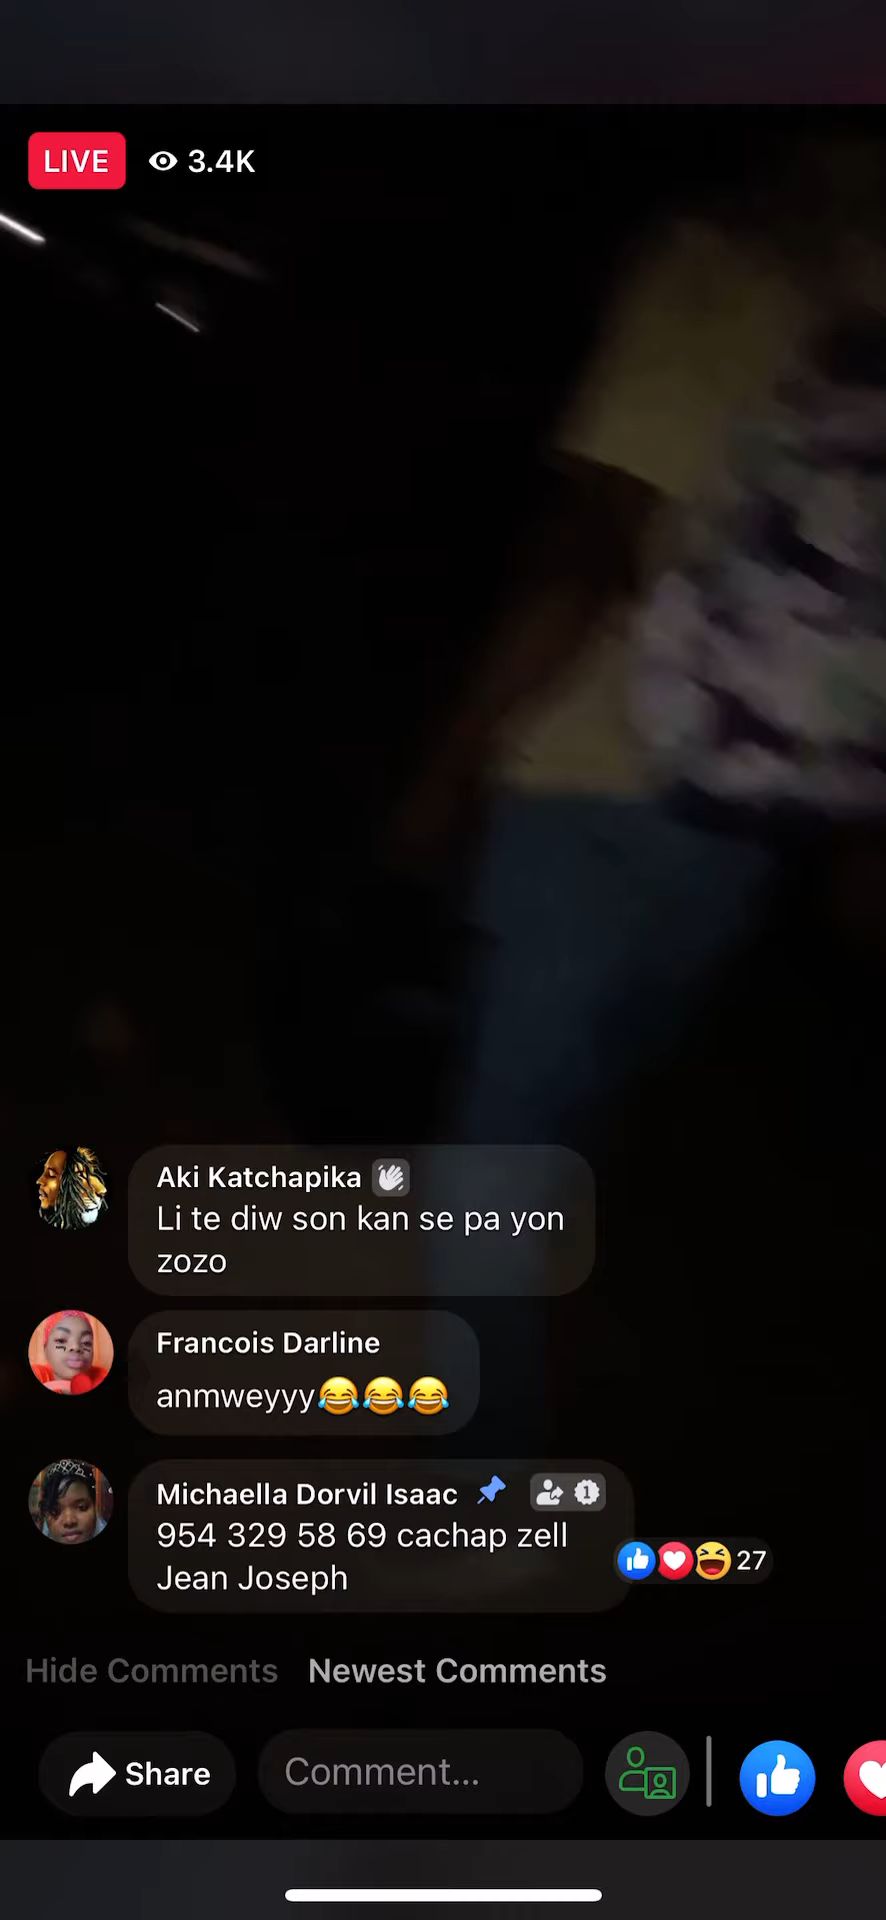 LIVE 3.4K
Aki Katchapika
Li te diw son kan se pa yon
zozo
Francois Darline
anmweyyy😂😂😂
Michaella Dorvil Isaac 1
954 329 58 69 cachap zell
Jean Joseph
27
Hide Comments Newest Comments
Share Comment...